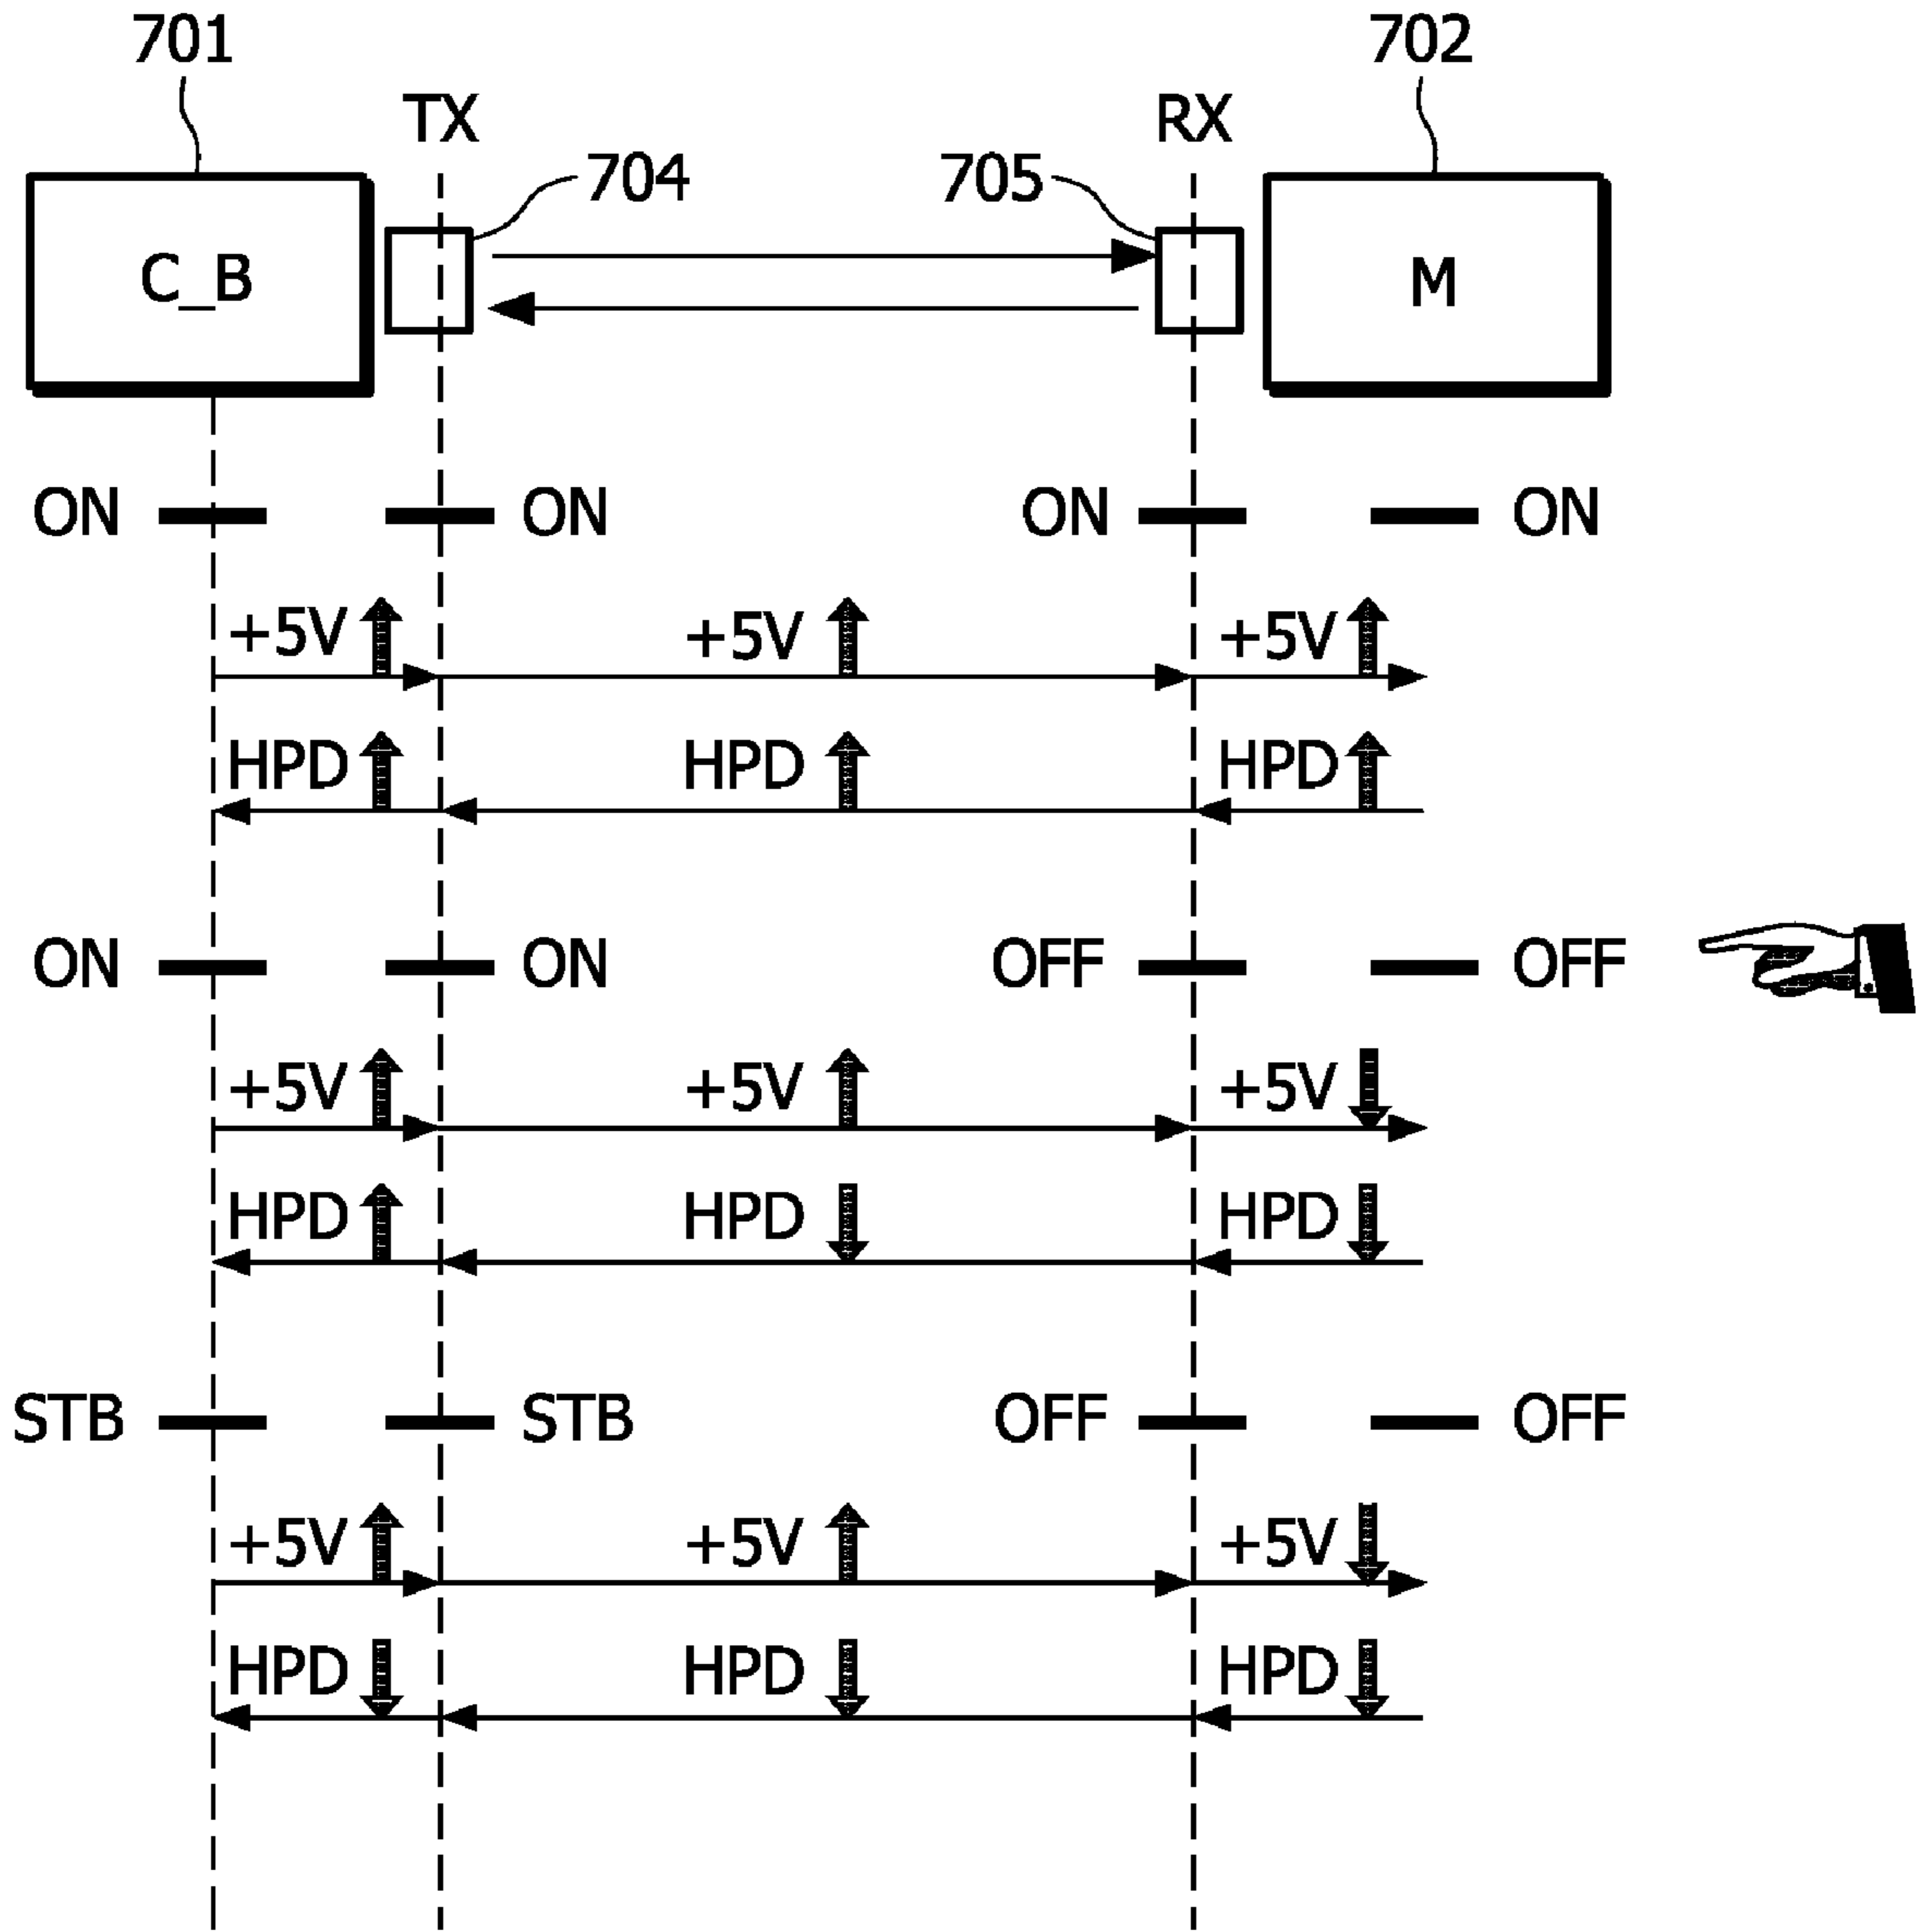 701
702
TX
RX
704
705
C_B
M
ON ON ON ON
+5V +5V +5V
HPD HPD HPD
ON ON OFF OFF
+5V +5V +5V
HPD HPD HPD
STB STB OFF OFF
+5V +5V +5V
HPD HPD HPD